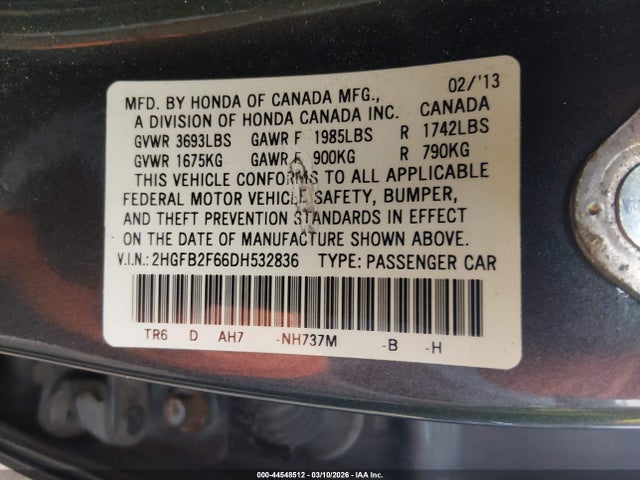 02/'13
MFD. BY HONDA OF CANADA MFG.,
A DIVISION OF HONDA CANADA INC. CANADA
GVWR 3693LBS GAWR F 1985LBS R 1742LBS
GVWR 1675KG GAWR F 900KG R 790KG
THIS VEHICLE CONFORMS TO ALL APPLICABLE
FEDERAL MOTOR VEHICLE SAFETY, BUMPER,
AND THEFT PREVENTION STANDARDS IN EFFECT
ON THE DATE OF MANUFACTURE SHOWN ABOVE.
V.I.N.:2HGFB2F66DH532836 TYPE:PASSENGER CAR
TR6 D AH7 -NH737M -B -H
000-44548512 — 03/10/2026 — IAA Inc.